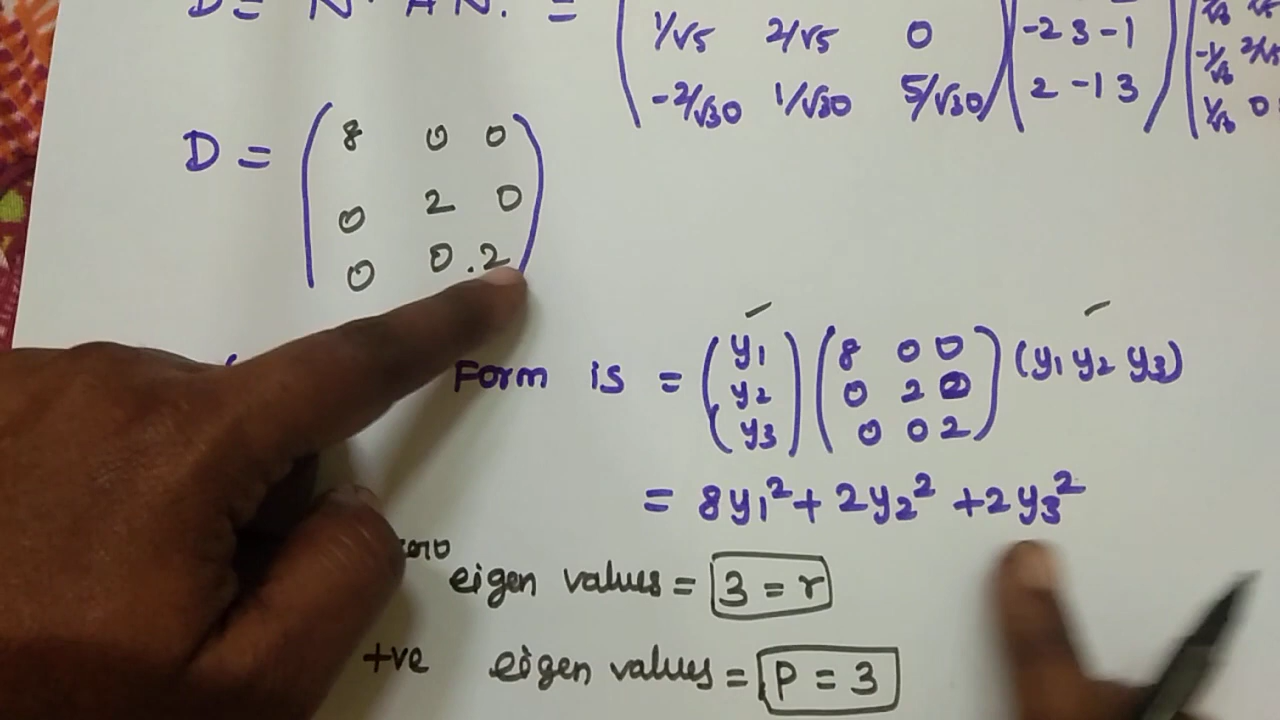 D = Nᵀ A N. =
1/√5 2/√5 0 -2 3 -1
-2/√30 1/√30 5/√30 2 -1 3
D = 8 0 0
0 2 0
0 0 .2
Form is = (y1 y2 y3) (8 0 0 0 2 0 0 0 2) (y1 y2 y3)
= 8y1² + 2y2² + 2y3²
eigen values = 3 = r
+ve eigen values = P = 3